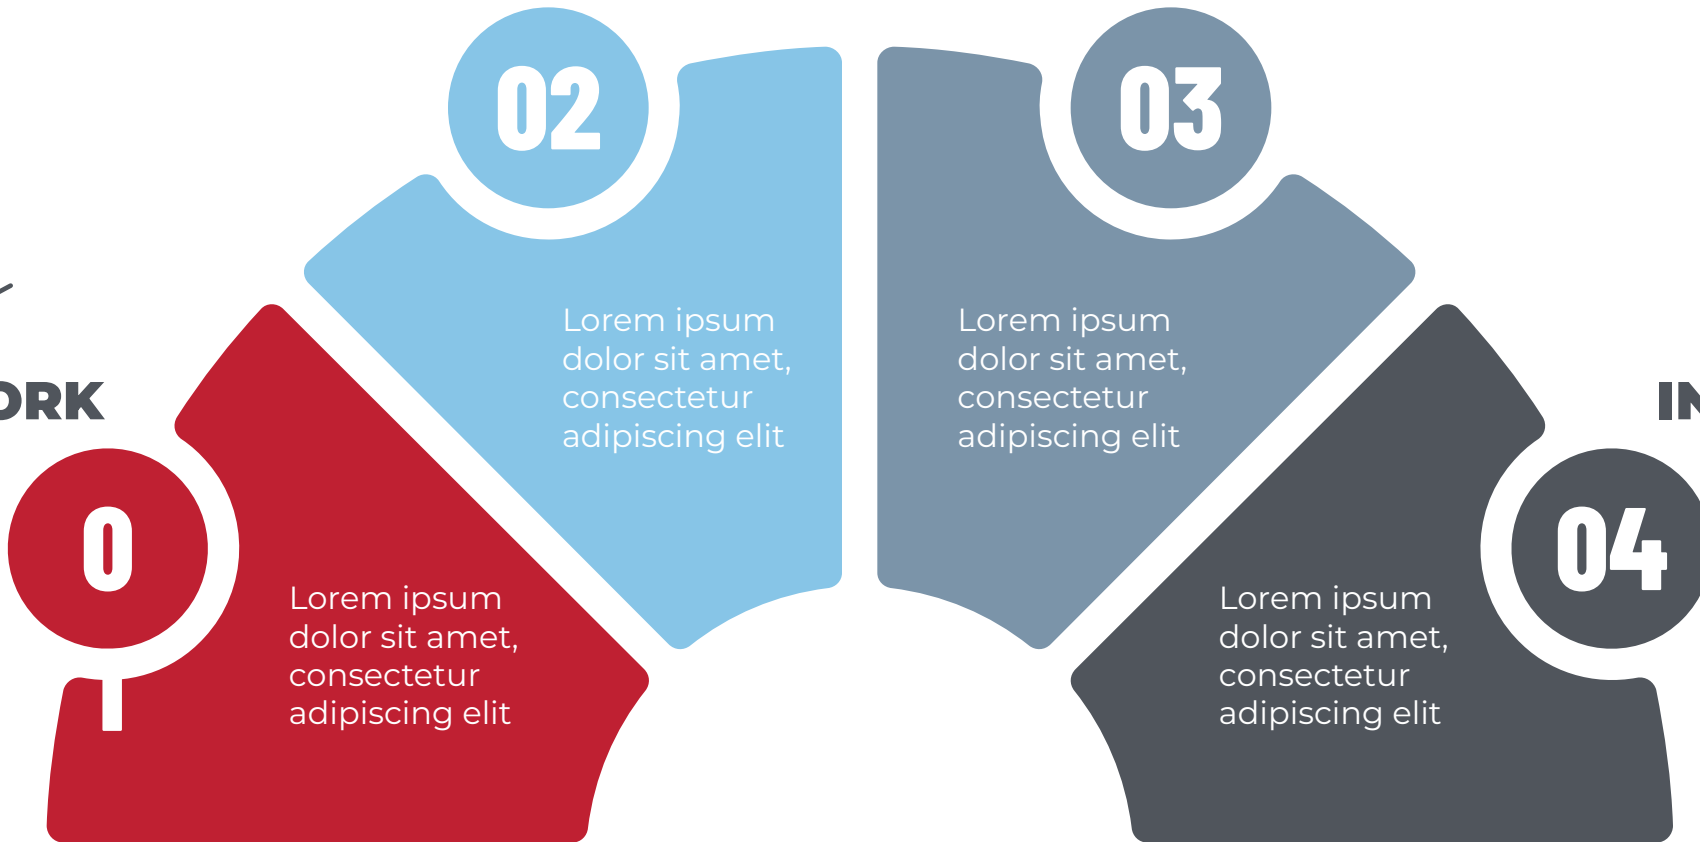 02
03
Lorem ipsum
dolor sit amet,
consectetur
adipiscing elit
Lorem ipsum
dolor sit amet,
consectetur
adipiscing elit
ORK
IN
0
04
Lorem ipsum
dolor sit amet,
consectetur
adipiscing elit
Lorem ipsum
dolor sit amet,
consectetur
adipiscing elit